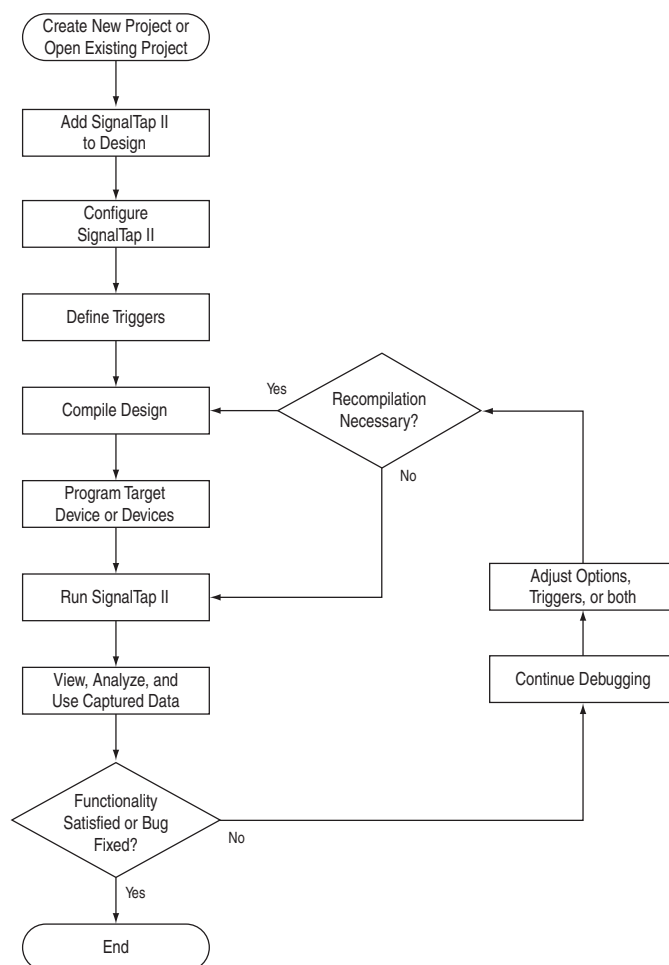 Create New Project or
Open Existing Project
Add SignalTap II
to Design
Configure
SignalTap II
Define Triggers
Yes
Recompilation
Necessary?
Compile Design
No
Program Target
Device or Devices
Adjust Options,
Triggers, or both
Run SignalTap II
View, Analyze, and
Use Captured Data
Continue Debugging
Functionality
Satisfied or Bug
Fixed?
No
Yes
End